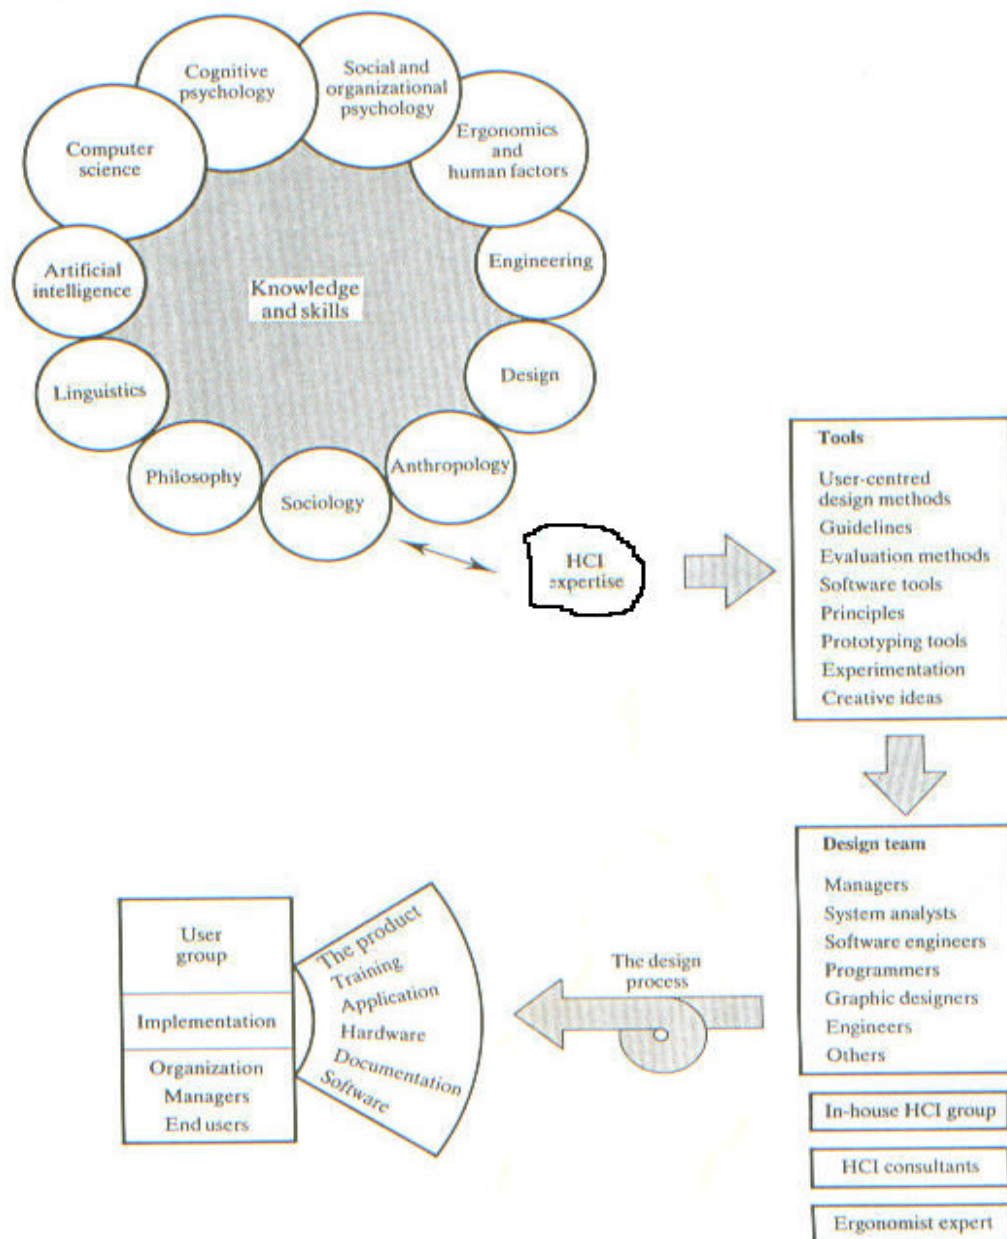 Cognitive
psychology
Social and
organizational
psychology
Ergonomics
and
human factors
Computer
science
Engineering
Artificial
intelligence
Knowledge
and skills
Design
Linguistics
Anthropology
Philosophy
Sociology
HCI
expertise
Tools
User-centred
design methods
Guidelines
Evaluation methods
Software tools
Principles
Prototyping tools
Experimentation
Creative ideas
Design team
Managers
System analysts
Software engineers
Programmers
Graphic designers
Engineers
Others
In-house HCI group
HCI consultants
Ergonomist expert
The design
process
The product
Training
Application
Hardware
Documentation
Software
User
group
Implementation
Organization
Managers
End users